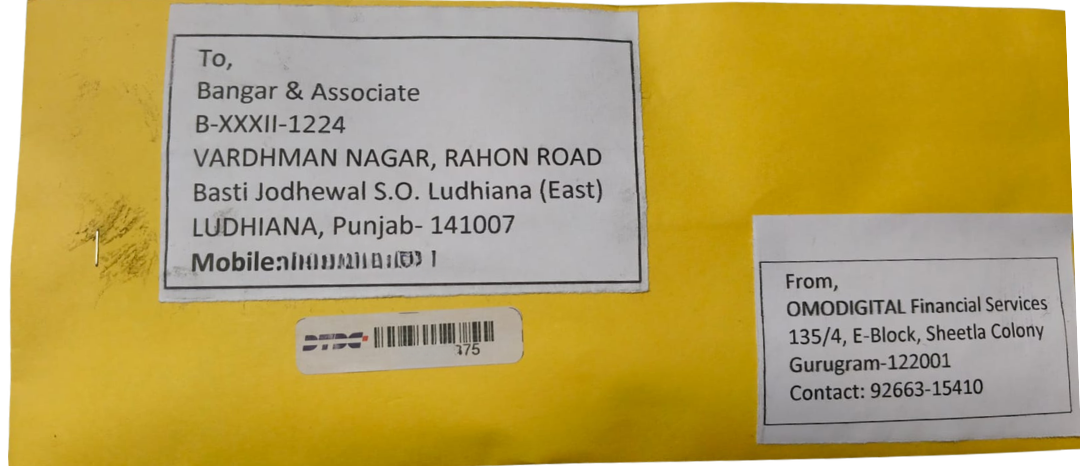 To,
Bangar & Associate
B-XXXII-1224
VARDHMAN NAGAR, RAHON ROAD
Basti Jodhewal S.O. Ludhiana (East)
LUDHIANA, Punjab- 141007
Mobile:
DTDC
375
From,
OMODIGITAL Financial Services
135/4, E-Block, Sheetla Colony
Gurugram-122001
Contact: 92663-15410